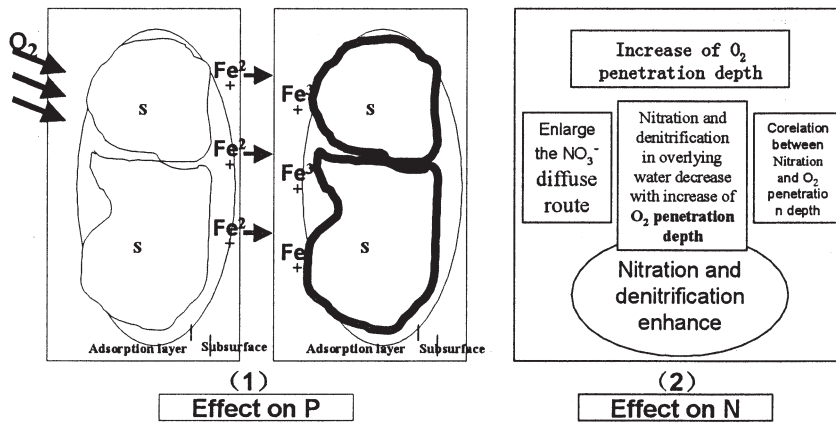 O2
Fe2
+
Fe2
+
Fe2
+
S
S
Adsorption layer
Subsurface
Fe3
+
Fe3
+
Fe
+
S
S
Adsorption layer
Subsurface
(1)
Effect on P
Increase of O2
penetration depth
Enlarge
the NO3-
diffuse
route
Nitration and
denitrification
in overlying
water decrease
with increase of
O2 penetration
depth
Corelation
between
Nitration
and O2
penetratio
n depth
Nitration and
denitrification
enhance
(2)
Effect on N